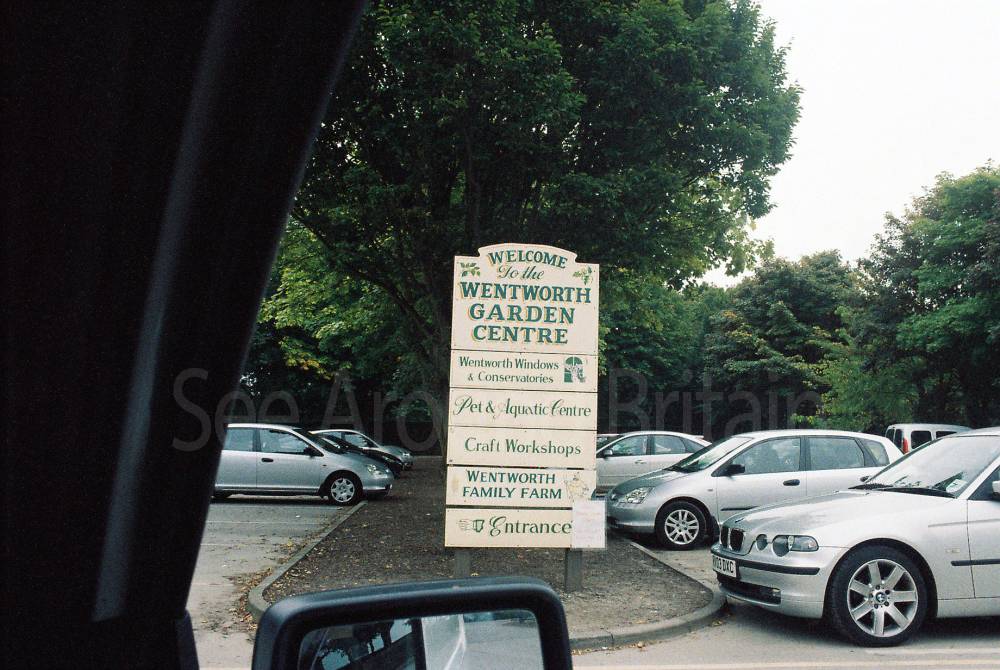 WELCOME
To the
WENTWORTH
GARDEN
CENTRE
Wentworth Windows
& Conservatories
Pet & Aquatic Centre
Craft Workshops
WENTWORTH
FAMILY FARM
Entrance
See Around Britain